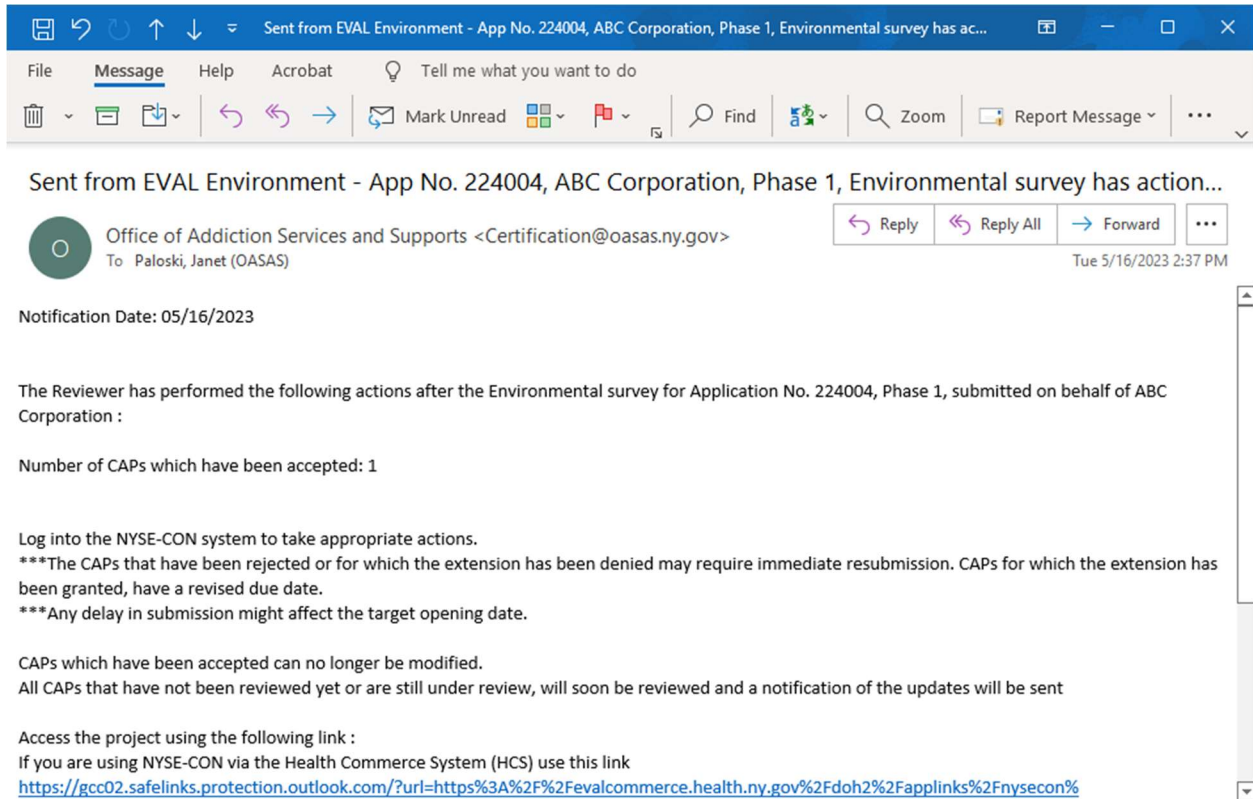 Sent from EVAL Environment - App No. 224004, ABC Corporation, Phase 1, Environmental survey has ac...
File Message Help Acrobat Tell me what you want to do
Mark Unread Find Zoom Report Message ...
Sent from EVAL Environment - App No. 224004, ABC Corporation, Phase 1, Environmental survey has action...
O
Office of Addiction Services and Supports <Certification@oasas.ny.gov>
To Paloski, Janet (OASAS)
Reply Reply All Forward ...
Tue 5/16/2023 2:37 PM
Notification Date: 05/16/2023
The Reviewer has performed the following actions after the Environmental survey for Application No. 224004, Phase 1, submitted on behalf of ABC
Corporation :
Number of CAPs which have been accepted: 1
Log into the NYSE-CON system to take appropriate actions.
***The CAPs that have been rejected or for which the extension has been denied may require immediate resubmission. CAPs for which the extension has
been granted, have a revised due date.
***Any delay in submission might affect the target opening date.
CAPs which have been accepted can no longer be modified.
All CAPs that have not been reviewed yet or are still under review, will soon be reviewed and a notification of the updates will be sent
Access the project using the following link :
If you are using NYSE-CON via the Health Commerce System (HCS) use this link
https://gcc02.safelinks.protection.outlook.com/?url=https%3A%2F%2Fevalcommerce.health.ny.gov%2Fdoh2%2Fapplinks%2Fnysecon%